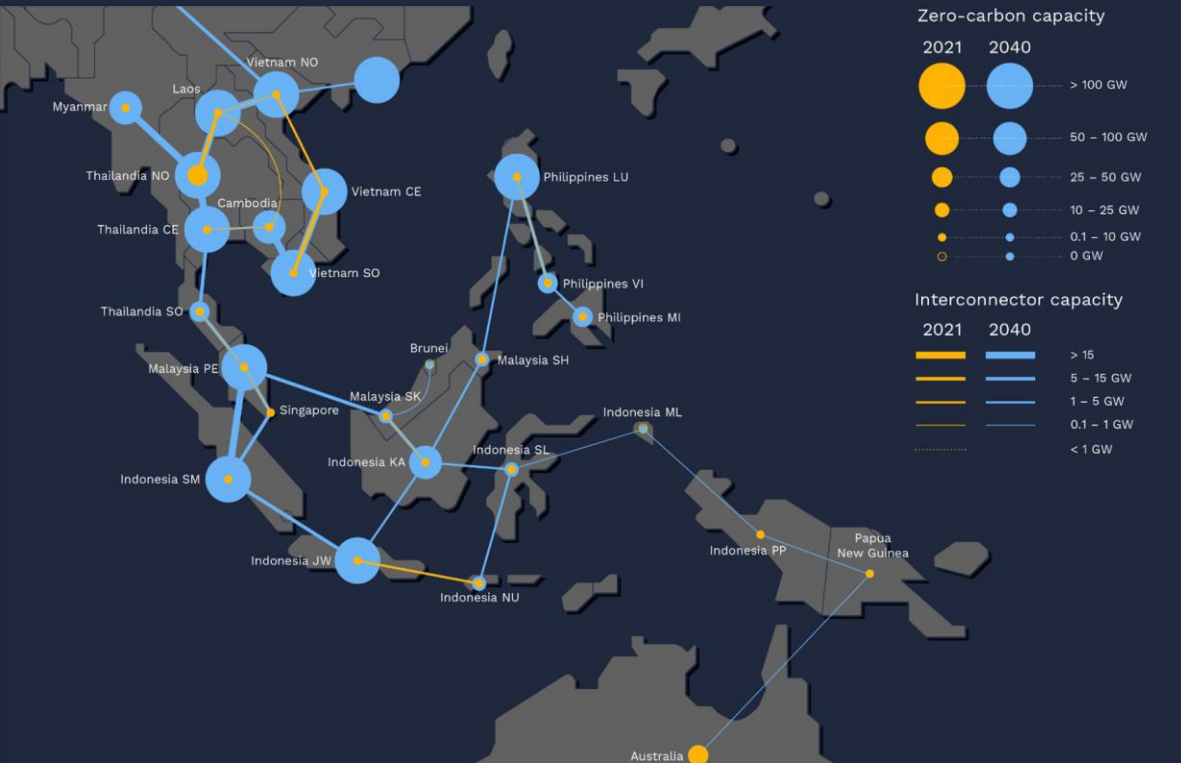 Zero-carbon capacity
2021
2040
> 100 GW
50 – 100 GW
25 – 50 GW
10 – 25 GW
0.1 – 10 GW
0 GW
Interconnector capacity
2021
2040
> 15
5 – 15 GW
1 – 5 GW
0.1 – 1 GW
< 1 GW
Vietnam NO
Laos
Myanmar
Thailandia NO
Vietnam CE
Cambodia
Thailandia CE
Vietnam SO
Philippines LU
Philippines VI
Thailandia SO
Philippines MI
Brunei
Malaysia SH
Malaysia PE
Malaysia SK
Singapore
Indonesia ML
Indonesia SL
Indonesia KA
Indonesia SM
Papua
New Guinea
Indonesia PP
Indonesia JW
Indonesia NU
Australia